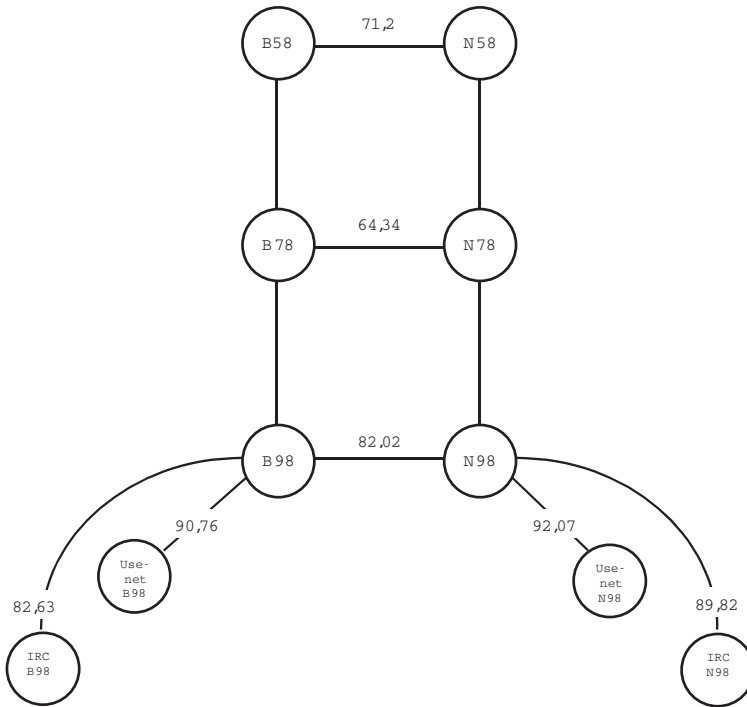 71,2
B58
N58
64,34
B78
N78
82,02
B98
N98
90,76
92,07
Use-
net
B98
Use-
net
N98
82,63
89,82
IRC
B98
IRC
N98